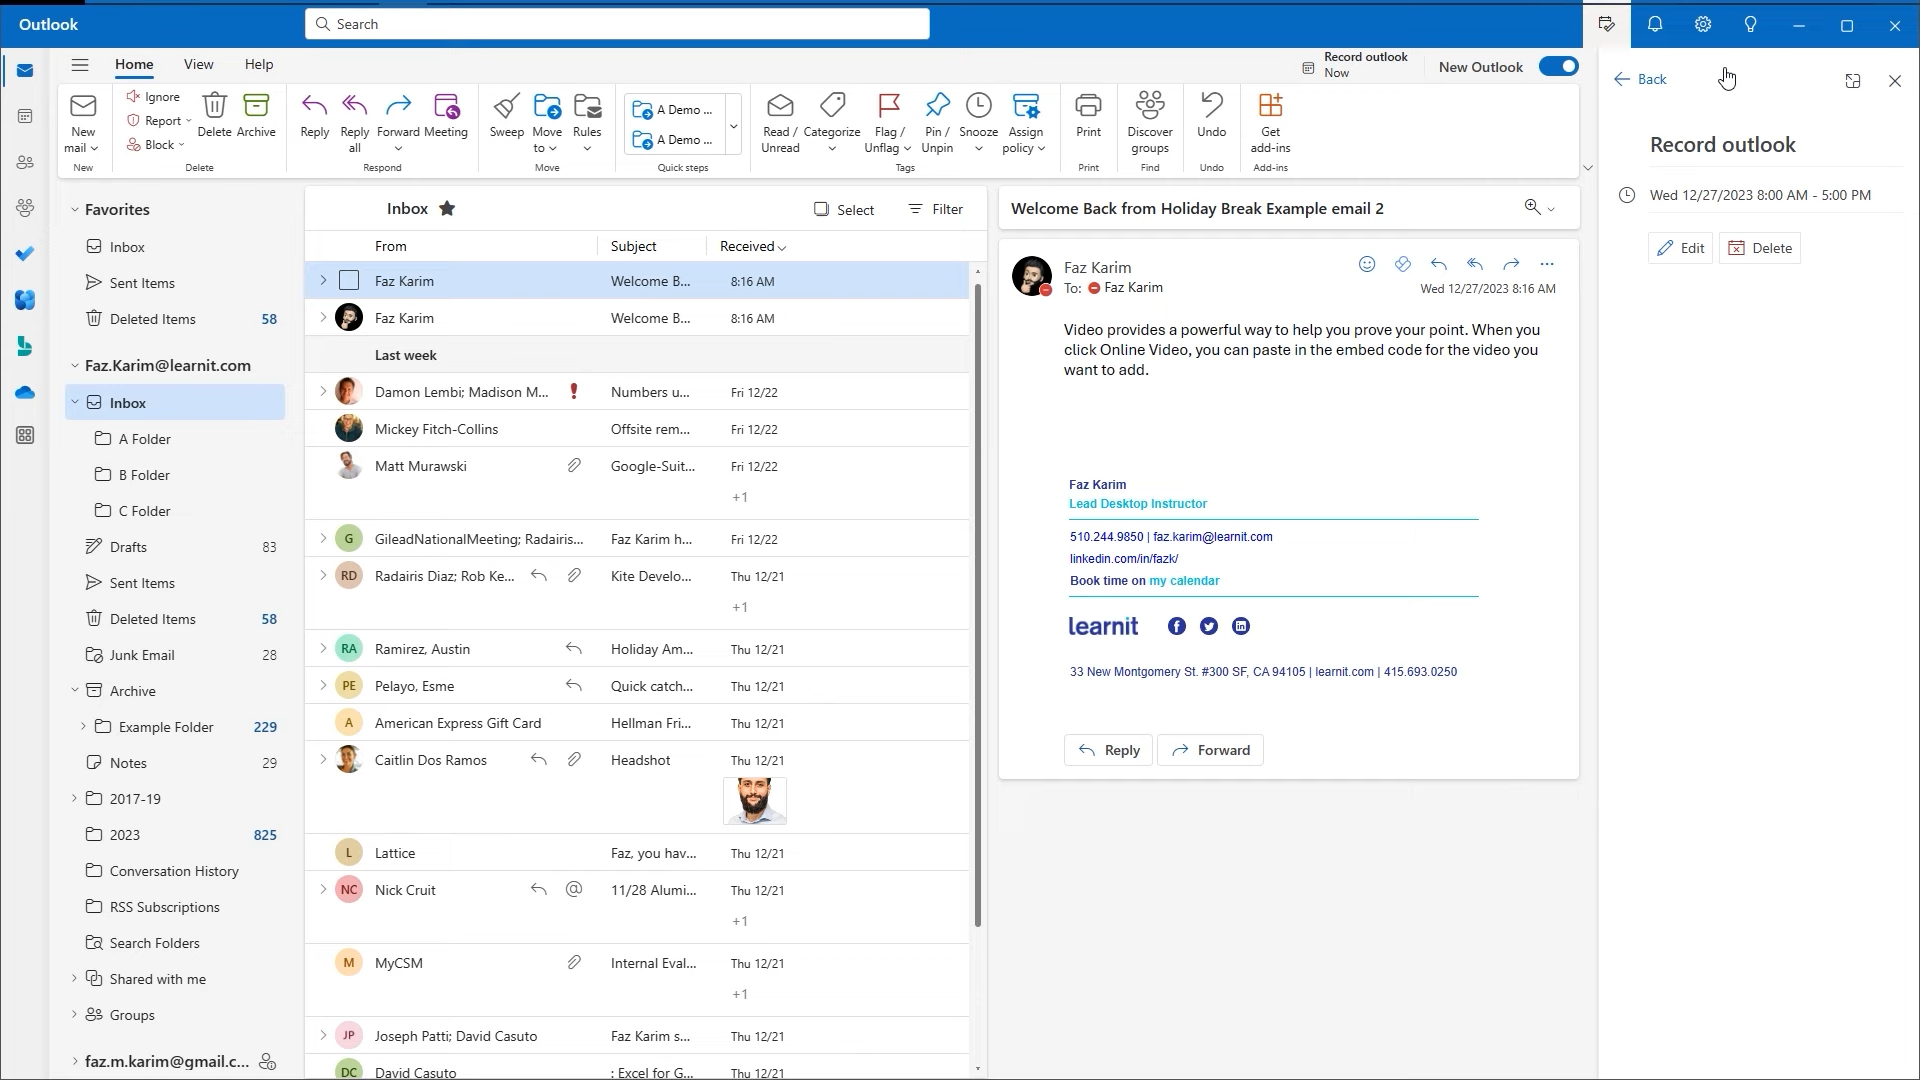 Outlook
Search
Home View Help
Record outlook
Now
New Outlook
New
mail
New
Ignore
Report
Block
Delete
Archive
Delete
Reply
Reply
all
Forward
Meeting
Respond
Sweep
Move
to
Rules
Move
A Demo ...
A Demo ...
Quick steps
Read /
Unread
Categorize
Flag /
Unflag
Pin /
Unpin
Snooze
Assign
policy
Tags
Print
Print
Discover
groups
Find
Undo
Undo
Get
add-ins
Add-ins
Favorites
Inbox
Sent Items
Deleted Items 58
Faz.Karim@learnit.com
Inbox
A Folder
B Folder
C Folder
Drafts 83
Sent Items
Deleted Items 58
Junk Email 28
Archive
Example Folder 229
Notes 29
2017-19
2023 825
Conversation History
RSS Subscriptions
Search Folders
Shared with me
Groups
faz.m.karim@gmail.c...
Inbox Select Filter
From Subject Received
Faz Karim Welcome B... 8:16 AM
Faz Karim Welcome B... 8:16 AM
Last week
Damon Lembi; Madison M... Numbers u... Fri 12/22
Mickey Fitch-Collins Offsite rem... Fri 12/22
Matt Murawski Google-Suit... Fri 12/22
+1
G GileadNationalMeeting; Radairis... Faz Karim h... Fri 12/22
RD Radairis Diaz; Rob Ke... Kite Develo... Thu 12/21
+1
RA Ramirez, Austin Holiday Am... Thu 12/21
PE Pelayo, Esme Quick catch... Thu 12/21
A American Express Gift Card Hellman Fri... Thu 12/21
Caitlin Dos Ramos Headshot Thu 12/21
L Lattice Faz, you hav... Thu 12/21
NC Nick Cruit @ 11/28 Alumi... Thu 12/21
+1
M MyCSM Internal Eval... Thu 12/21
+1
JP Joseph Patti; David Casuto Faz Karim s... Thu 12/21
DC David Casuto : Excel for G... Thu 12/21
Welcome Back from Holiday Break Example email 2
Faz Karim
To: Faz Karim
Wed 12/27/2023 8:16 AM
Video provides a powerful way to help you prove your point. When you
click Online Video, you can paste in the embed code for the video you
want to add.
Faz Karim
Lead Desktop Instructor
510.244.9850 | faz.karim@learnit.com
linkedin.com/in/fazk/
Book time on my calendar
learnit
33 New Montgomery St. #300 SF, CA 94105 | learnit.com | 415.693.0250
Reply Forward
Back
Record outlook
Wed 12/27/2023 8:00 AM - 5:00 PM
Edit Delete